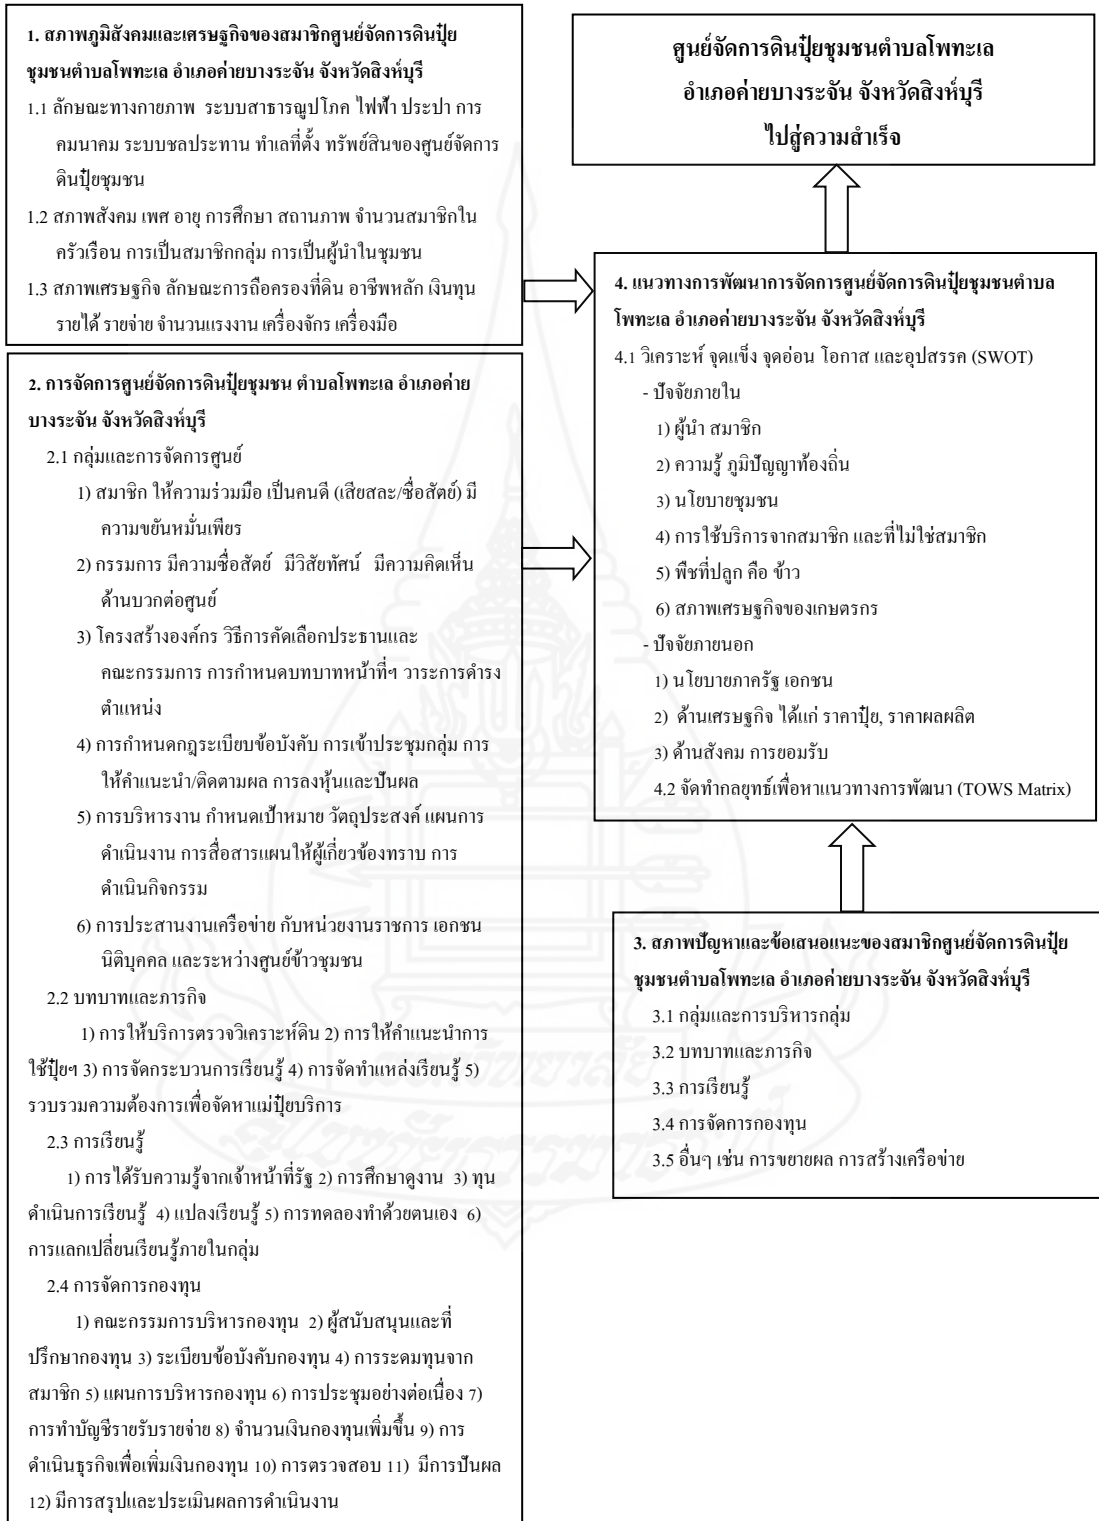 1. สภาพภูมิสังคมและเศรษฐกิจของสมาชิกศูนย์จัดการดินปุ๋ย
ชุมชนตำบลโพทะเล อำเภอค่ายบางระจัน จังหวัดสิงห์บุรี
1.1 ลักษณะทางกายภาพ ระบบสาธารณูปโภค ไฟฟ้า ประปา การ
คมนาคม ระบบชลประทาน ทำเลที่ตั้ง ทรัพย์สินของศูนย์จัดการ
ดินปุ๋ยชุมชน
1.2 สภาพสังคม เพศ อายุ การศึกษา สถานภาพ จำนวนสมาชิกใน
ครัวเรือน การเป็นสมาชิกกลุ่ม การเป็นผู้นำในชุมชน
1.3 สภาพเศรษฐกิจ ลักษณะการถือครองที่ดิน อาชีพหลัก เงินทุน
รายได้ รายจ่าย จำนวนแรงงาน เครื่องจักร เครื่องมือ
2. การจัดการศูนย์จัดการดินปุ๋ยชุมชน ตำบลโพทะเล อำเภอค่าย
บางระจัน จังหวัดสิงห์บุรี
2.1 กลุ่มและการจัดการศูนย์
1) สมาชิก ให้ความร่วมมือ เป็นคนดี (เสียสละ/ซื่อสัตย์) มี
ความขยันหมั่นเพียร
2) กรรมการ มีความซื่อสัตย์ มีวิสัยทัศน์ มีความคิดเห็น
ด้านบวกต่อศูนย์
3) โครงสร้างองค์กร วิธีการคัดเลือกประธานและ
คณะกรรมการ การกำหนดบทบาทหน้าที่ฯ วาระการดำรง
ตำแหน่ง
4) การกำหนดกฎระเบียบข้อบังคับ การเข้าประชุมกลุ่ม การ
ให้คำแนะนำ/ติดตามผล การลงหุ้นและปันผล
5) การบริหารงาน กำหนดเป้าหมาย วัตถุประสงค์ แผนการ
ดำเนินงาน การสื่อสารแผนให้ผู้เกี่ยวข้องทราบ การ
ดำเนินกิจกรรม
6) การประสานงานเครือข่าย กับหน่วยงานราชการ เอกชน
นิติบุคคล และระหว่างศูนย์ข้าวชุมชน
2.2 บทบาทและภารกิจ
1) การให้บริการตรวจวิเคราะห์ดิน 2) การให้คำแนะนำการ
ใช้ปุ๋ยฯ 3) การจัดกระบวนการเรียนรู้ 4) การจัดทำแหล่งเรียนรู้ 5)
รวบรวมความต้องการเพื่อจัดหาแม่ปุ๋ยบริการ
2.3 การเรียนรู้
1) การได้รับความรู้จากเจ้าหน้าที่รัฐ 2) การศึกษาดูงาน 3) ทุน
ดำเนินการเรียนรู้ 4) แปลงเรียนรู้ 5) การทดลองทำด้วยตนเอง 6)
การแลกเปลี่ยนเรียนรู้ภายในกลุ่ม
2.4 การจัดการกองทุน
1) คณะกรรมการบริหารกองทุน 2) ผู้สนับสนุนและที่
ปรึกษากองทุน 3) ระเบียบข้อบังคับกองทุน 4) การระดมทุนจาก
สมาชิก 5) แผนการบริหารกองทุน 6) การประชุมอย่างต่อเนื่อง 7)
การทำบัญชีรายรับรายจ่าย 8) จำนวนเงินกองทุนเพิ่มขึ้น 9) การ
ดำเนินธุรกิจเพื่อเพิ่มเงินกองทุน 10) การตรวจสอบ 11) มีการปันผล
12) มีการสรุปและประเมินผลการดำเนินงาน
ศูนย์จัดการดินปุ๋ยชุมชนตำบลโพทะเล
อำเภอค่ายบางระจัน จังหวัดสิงห์บุรี
ไปสู่ความสำเร็จ
4. แนวทางการพัฒนาการจัดการศูนย์จัดการดินปุ๋ยชุมชนตำบล
โพทะเล อำเภอค่ายบางระจัน จังหวัดสิงห์บุรี
4.1 วิเคราะห์ จุดแข็ง จุดอ่อน โอกาส และอุปสรรค (SWOT)
- ปัจจัยภายใน
1) ผู้นำ สมาชิก
2) ความรู้ ภูมิปัญญาท้องถิ่น
3) นโยบายชุมชน
4) การใช้บริการจากสมาชิก และที่ไม่ใช่สมาชิก
5) พืชที่ปลูก คือ ข้าว
6) สภาพเศรษฐกิจของเกษตรกร
- ปัจจัยภายนอก
1) นโยบายภาครัฐ เอกชน
2) ด้านเศรษฐกิจ ได้แก่ ราคาปุ๋ย, ราคาผลผลิต
3) ด้านสังคม การยอมรับ
4.2 จัดทำกลยุทธ์เพื่อหาแนวทางการพัฒนา (TOWS Matrix)
3. สภาพปัญหาและข้อเสนอแนะของสมาชิกศูนย์จัดการดินปุ๋ย
ชุมชนตำบลโพทะเล อำเภอค่ายบางระจัน จังหวัดสิงห์บุรี
3.1 กลุ่มและการบริหารกลุ่ม
3.2 บทบาทและภารกิจ
3.3 การเรียนรู้
3.4 การจัดการกองทุน
3.5 อื่นๆ เช่น การขยายผล การสร้างเครือข่าย